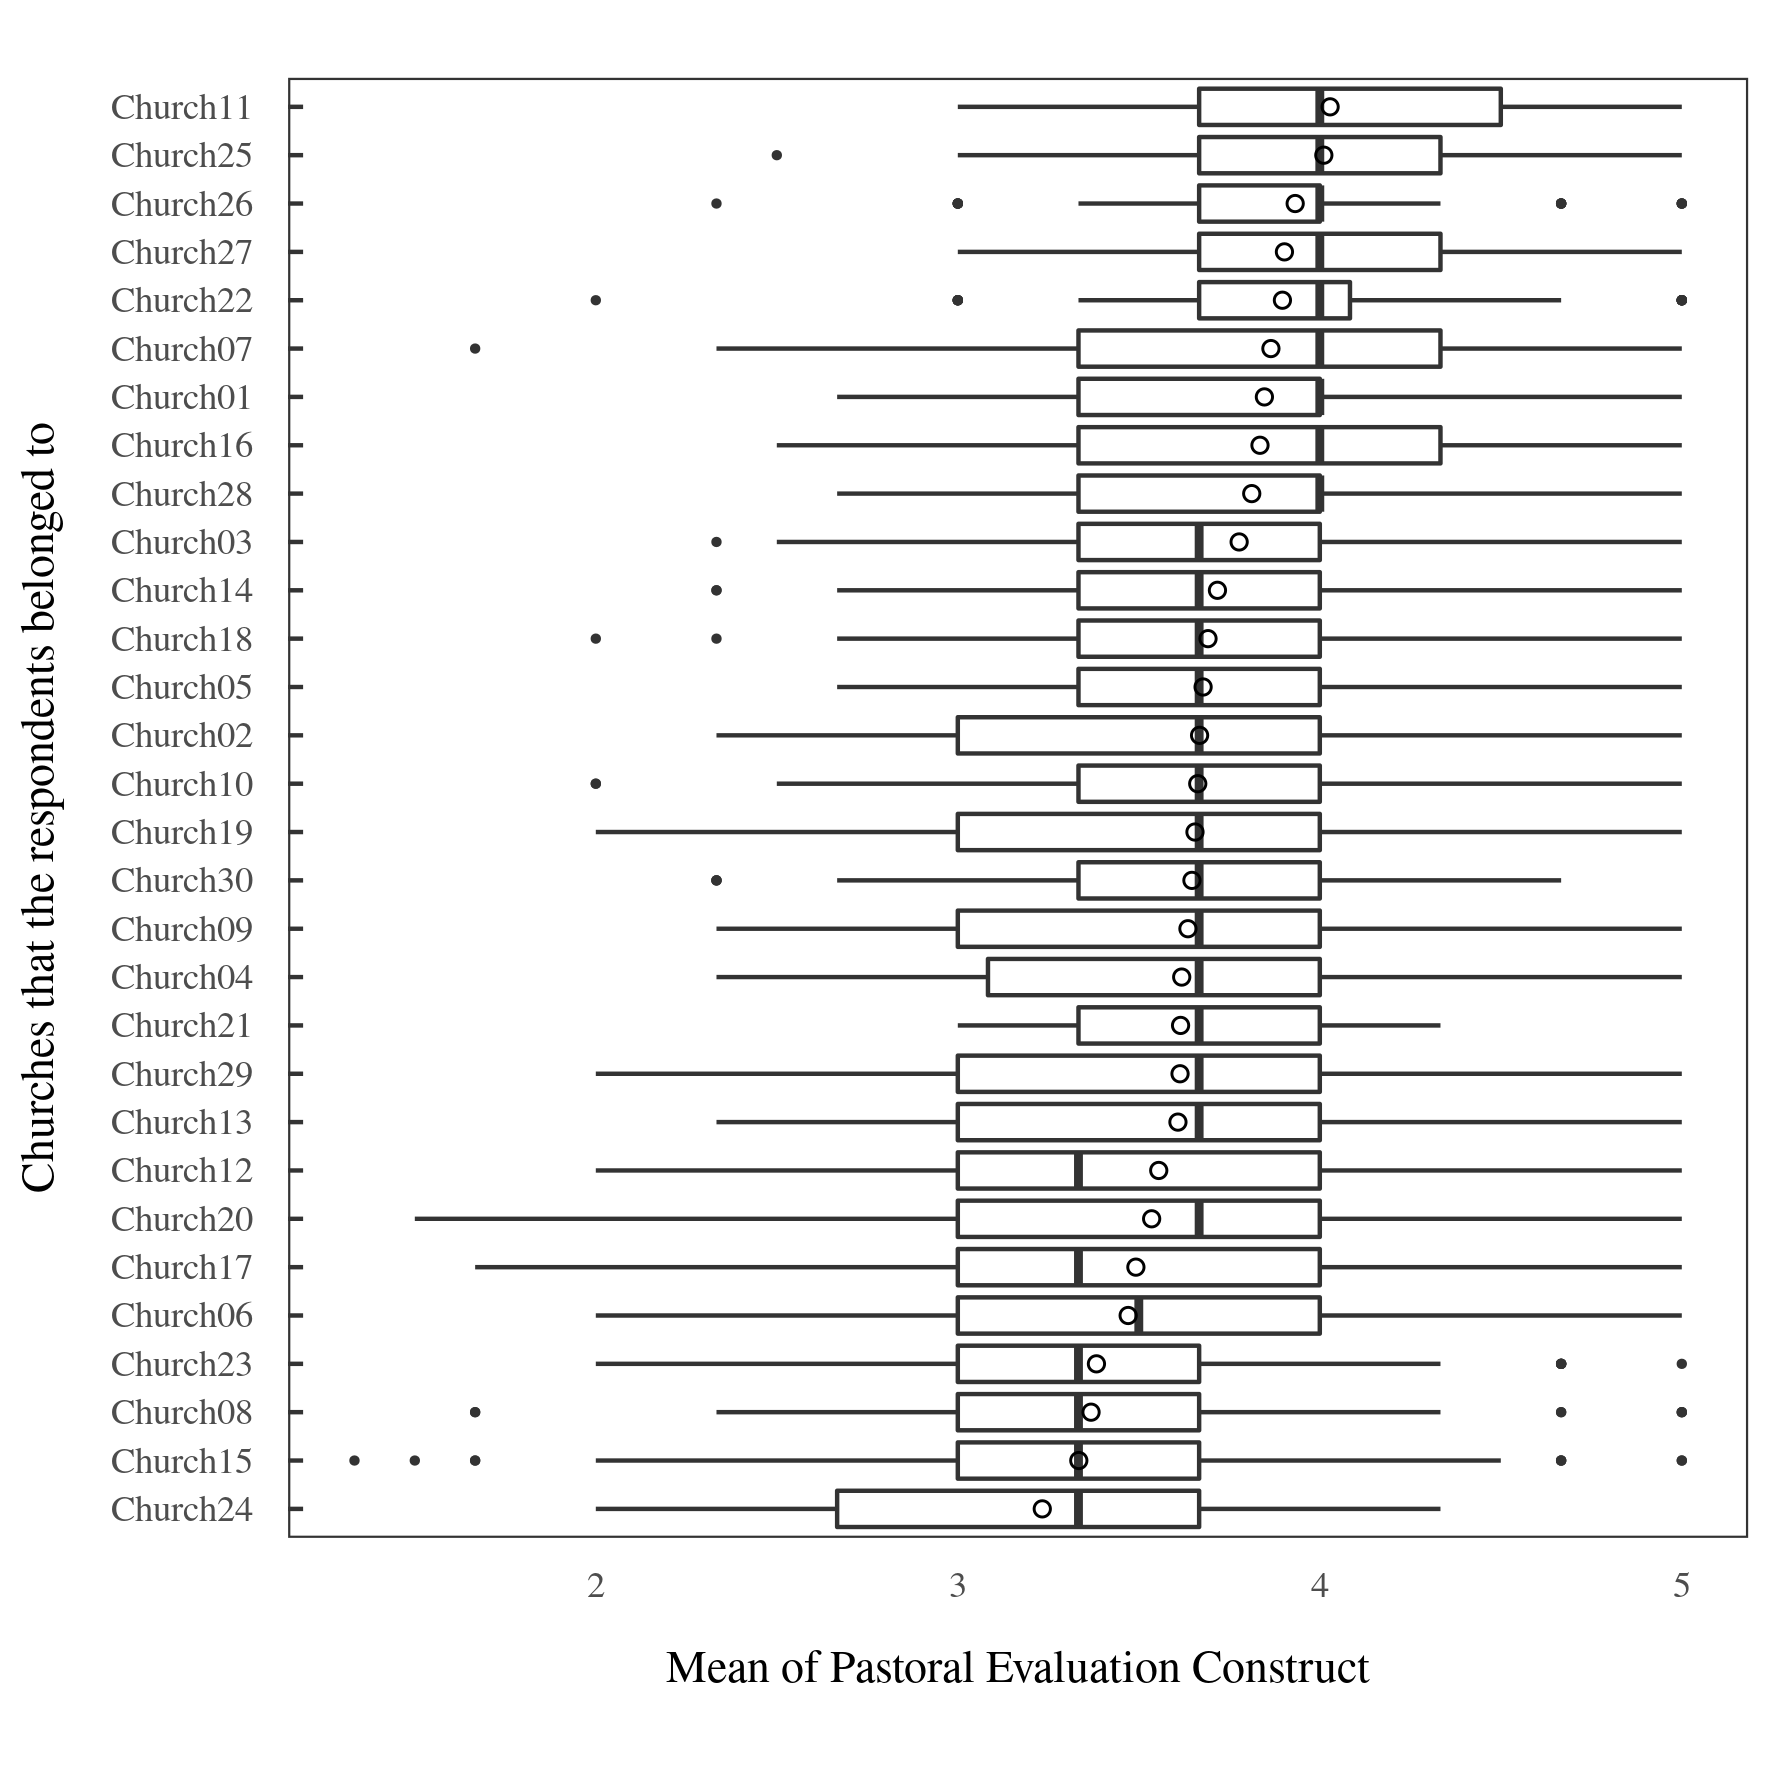 Churches that the respondents belonged to
Church11
Church25
Church26
Church27
Church22
Church07
Church01
Church16
Church28
Church03
Church14
Church18
Church05
Church02
Church10
Church19
Church30
Church09
Church04
Church21
Church29
Church13
Church12
Church20
Church17
Church06
Church23
Church08
Church15
Church24
2 3 4 5
Mean of Pastoral Evaluation Construct